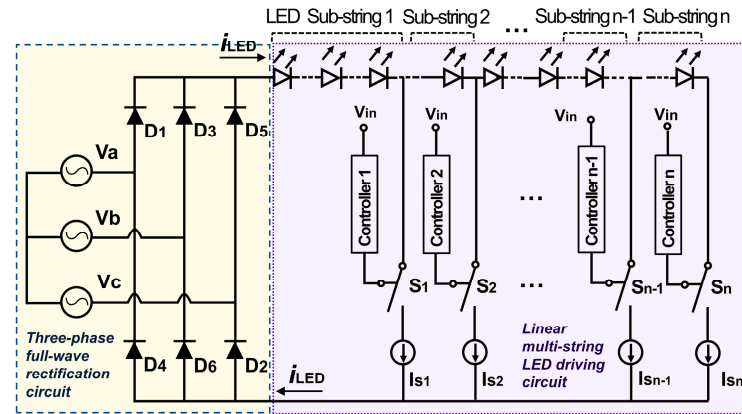 LED Sub-string 1 Sub-string 2 ... Sub-string n-1 Sub-string n
iLED
Vin Vin Vin Vin
D1 D3 D5
Va
Controller 1
Controller 2
...
Controller n-1
Controller n
Vb
Vc
S1 S2 ... Sn-1 Sn
Three-phase
full-wave
rectification
circuit
D4 D6 D2
Linear
multi-string
LED driving
circuit
Is1 Is2 Isn-1 Isn
iLED